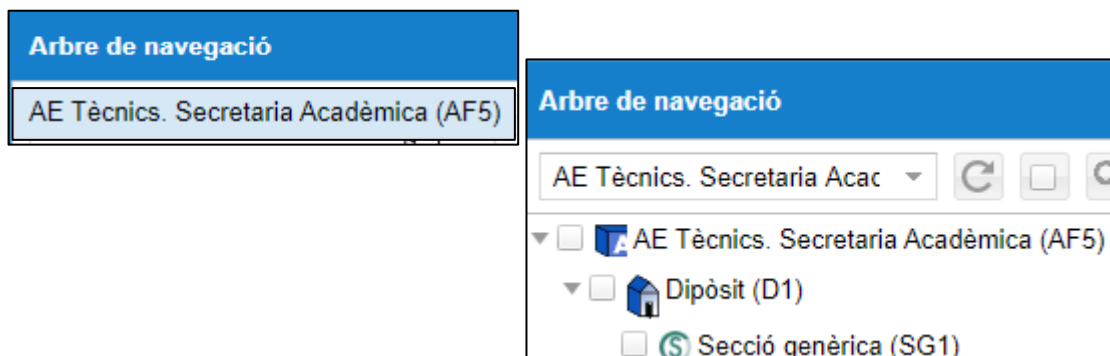 Arbre de navegació
AE Tècnics. Secretaria Acadèmica (AF5)
Arbre de navegació
AE Tècnics. Secretaria Acac
AE Tècnics. Secretaria Acadèmica (AF5)
Dipòsit (D1)
Secció genèrica (SG1)